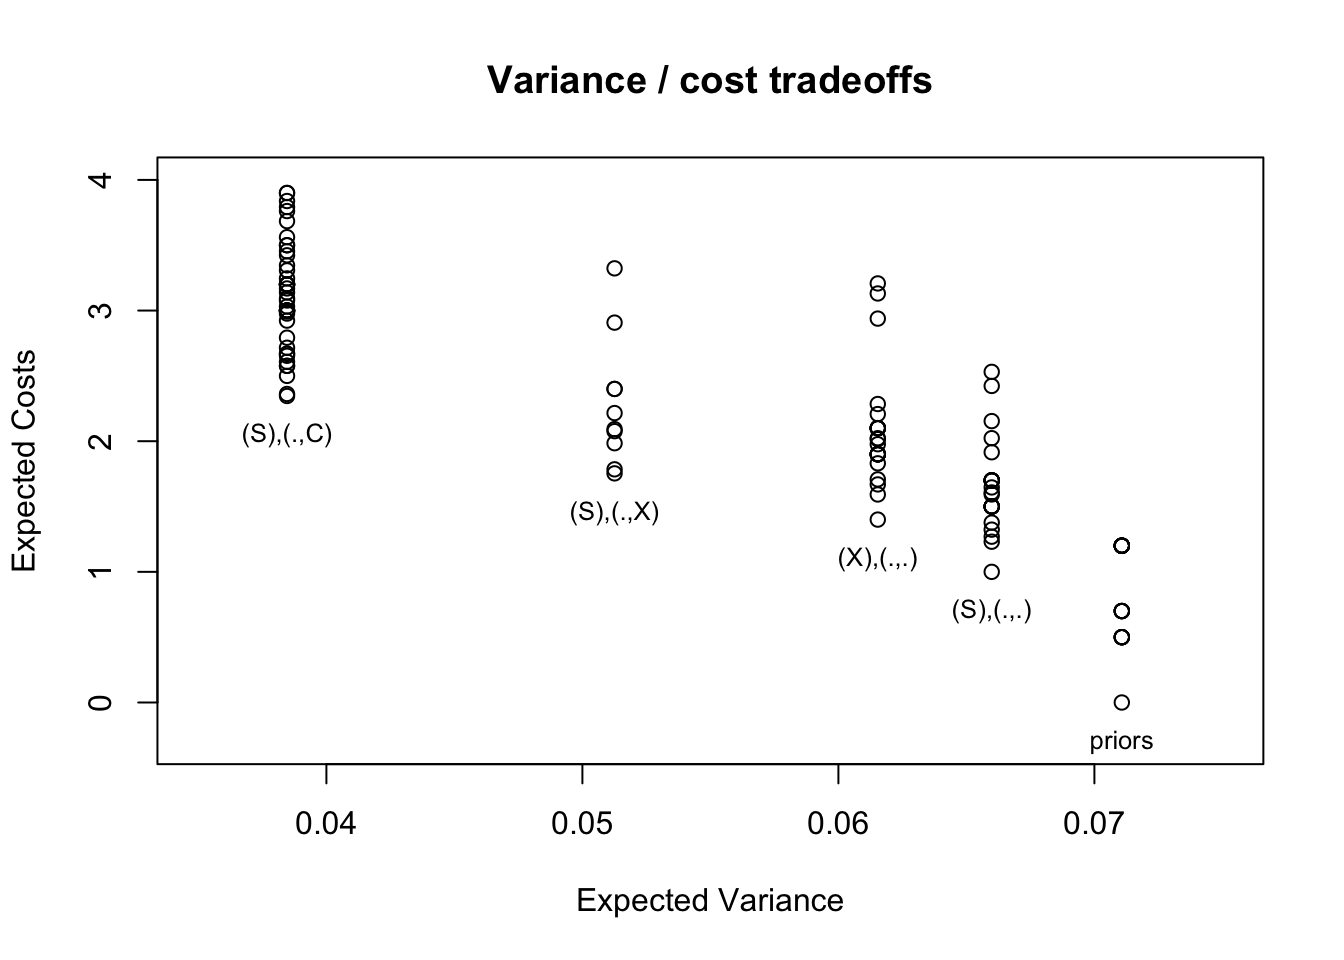 Variance / cost tradeoffs
Expected Costs
4
3
2
1
0
(S),(.,C)
(S),(.,X)
(X),(.,.)
(S),(.,.)
priors
0.04
0.05
0.06
0.07
Expected Variance